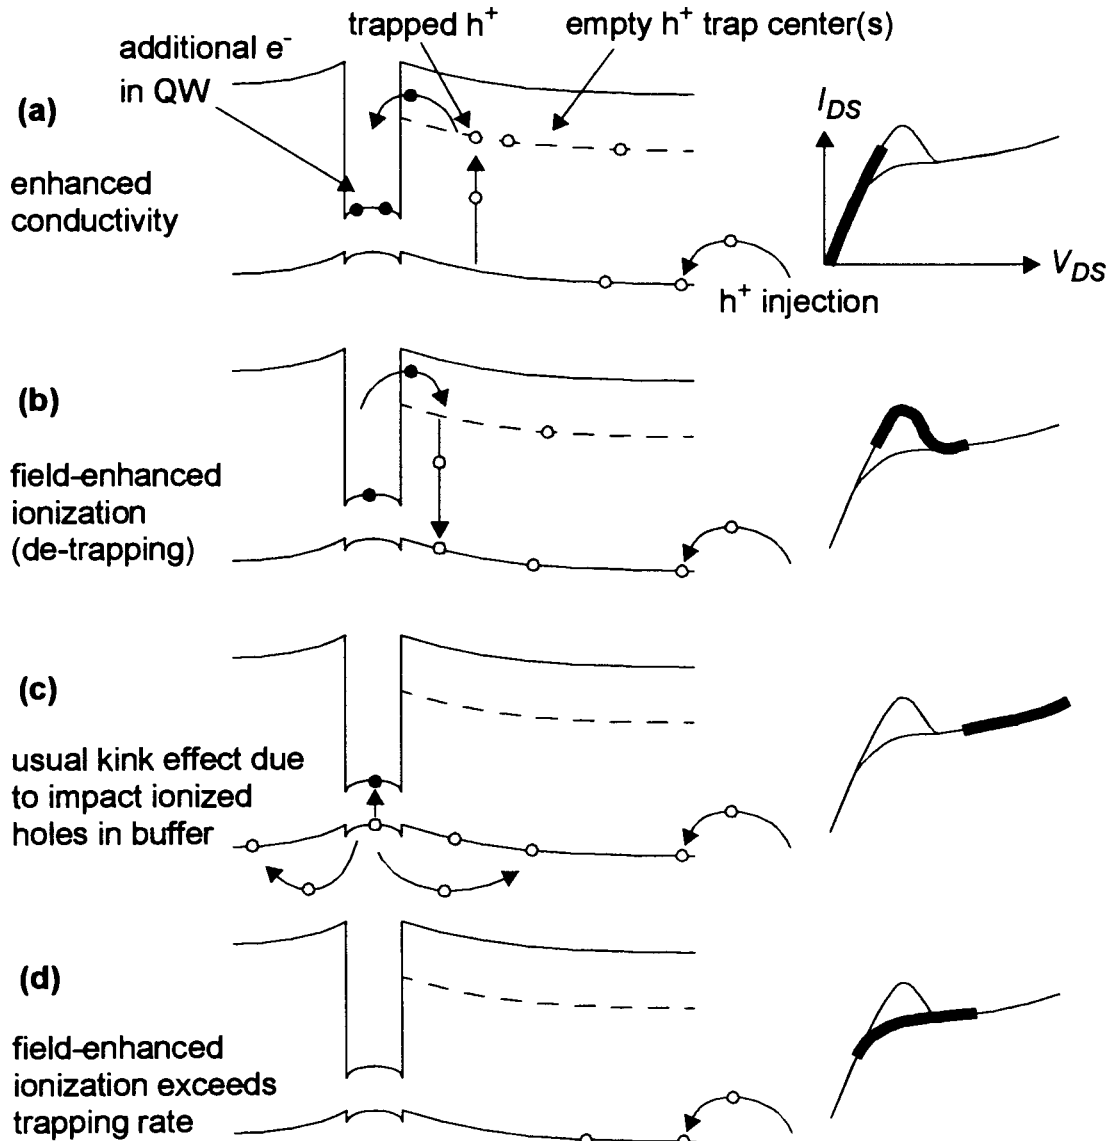 trapped h⁺
empty h⁺ trap center(s)
additional e⁻
in QW
(a)
enhanced
conductivity
I_DS
V_DS
h⁺ injection
(b)
field-enhanced
ionization
(de-trapping)
(c)
usual kink effect due
to impact ionized
holes in buffer
(d)
field-enhanced
ionization exceeds
trapping rate